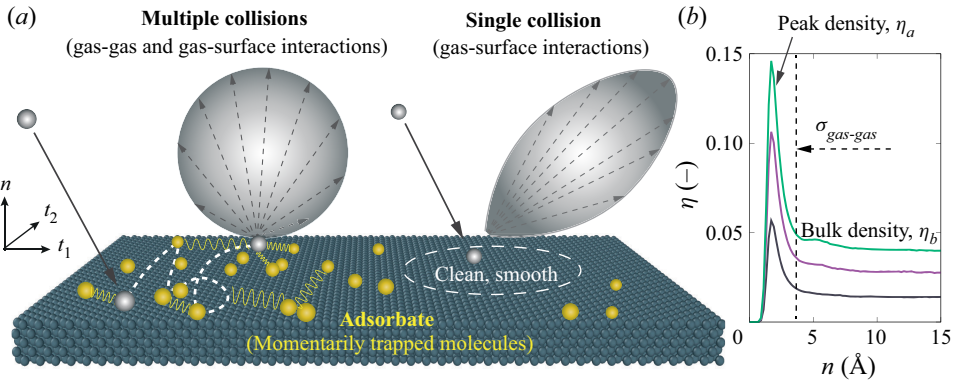 (a)
Multiple collisions
(gas-gas and gas-surface interactions)
Single collision
(gas-surface interactions)
n
t2
t1
Clean, smooth
Adsorbate
(Momentarily trapped molecules)
(b)
Peak density, ηa
0.15
0.10
0.05
0
η (–)
σgas-gas
Bulk density, ηb
0 5 10 15
n (Å)